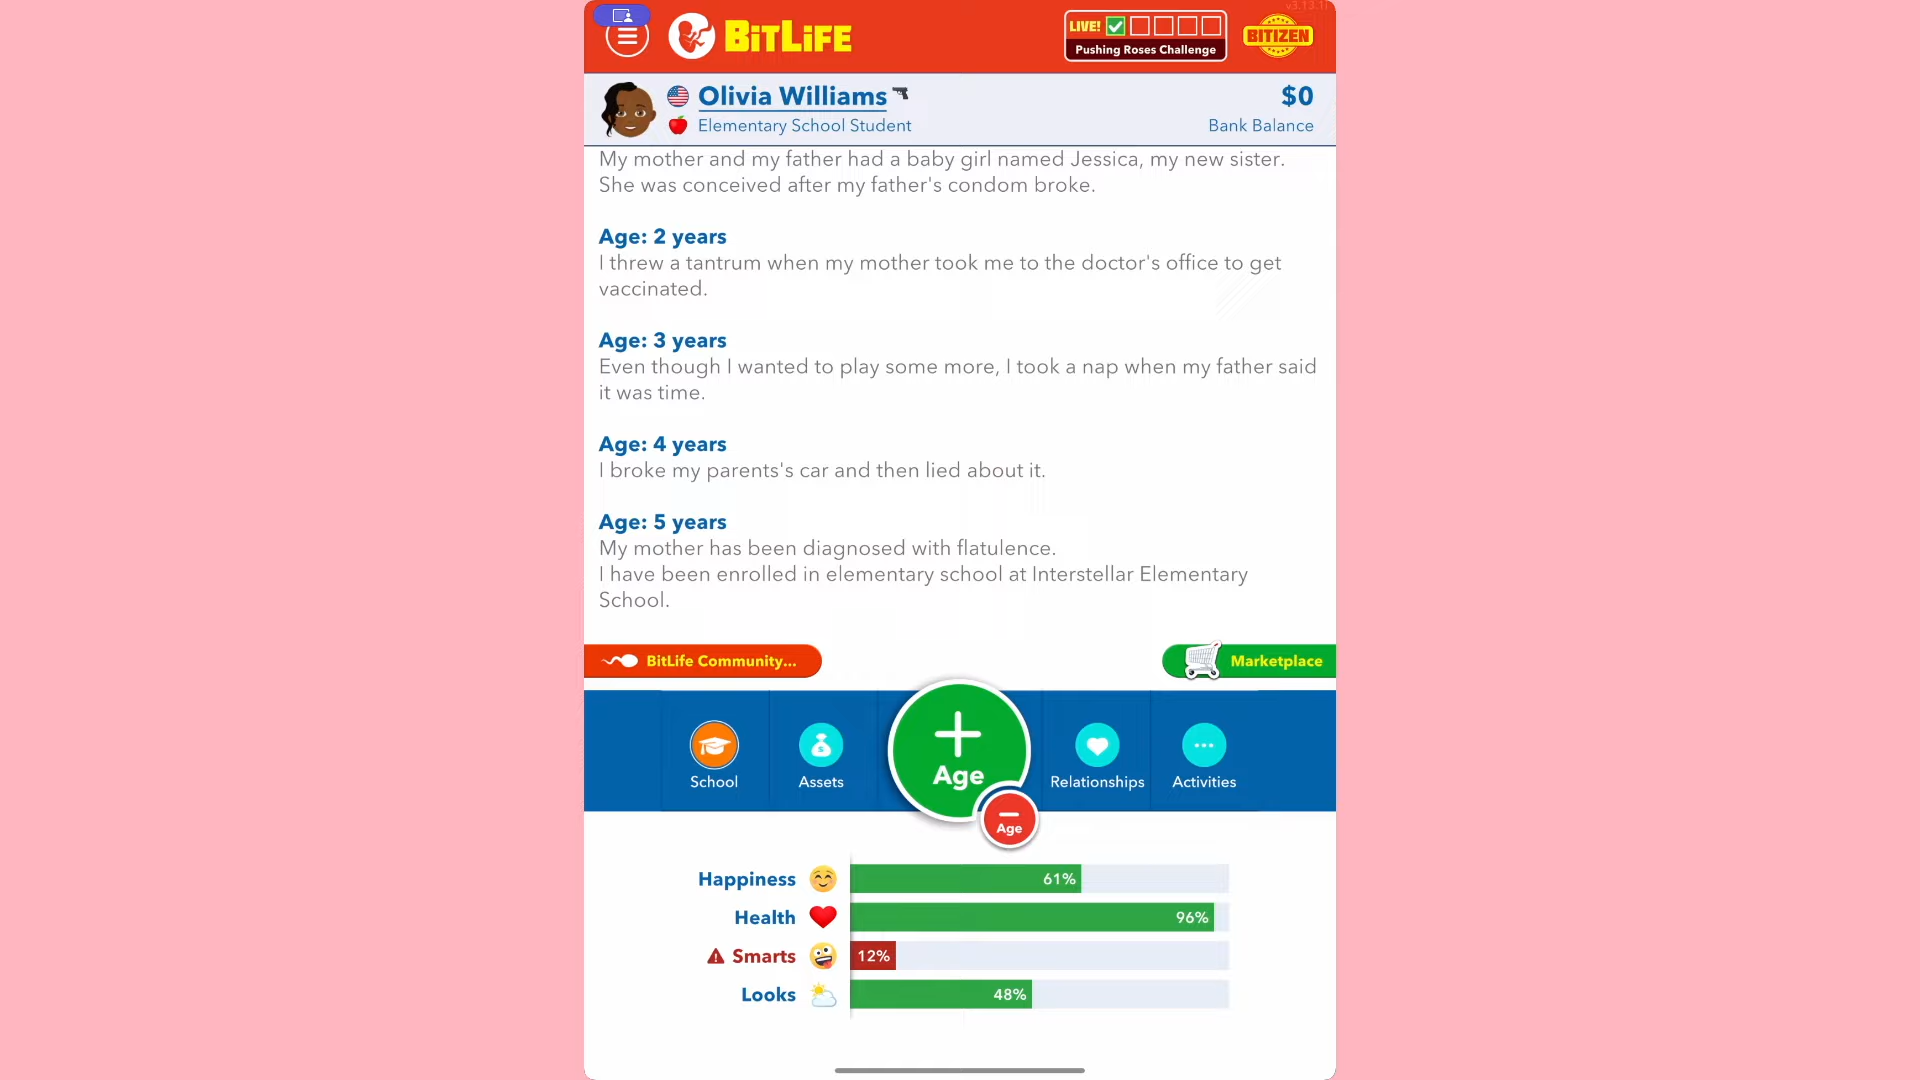 v3.13.1i
BITLIFE
LIVE!
Pushing Roses Challenge
BITIZEN
Olivia Williams
$0
Elementary School Student
Bank Balance
My mother and my father had a baby girl named Jessica, my new sister.
She was conceived after my father's condom broke.
Age: 2 years
I threw a tantrum when my mother took me to the doctor's office to get
vaccinated.
Age: 3 years
Even though I wanted to play some more, I took a nap when my father said
it was time.
Age: 4 years
I broke my parents's car and then lied about it.
Age: 5 years
My mother has been diagnosed with flatulence.
I have been enrolled in elementary school at Interstellar Elementary
School.
BitLife Community...
Marketplace
School
Assets
Age
Relationships
Activities
Age
Happiness
61%
Health
96%
Smarts
12%
Looks
48%